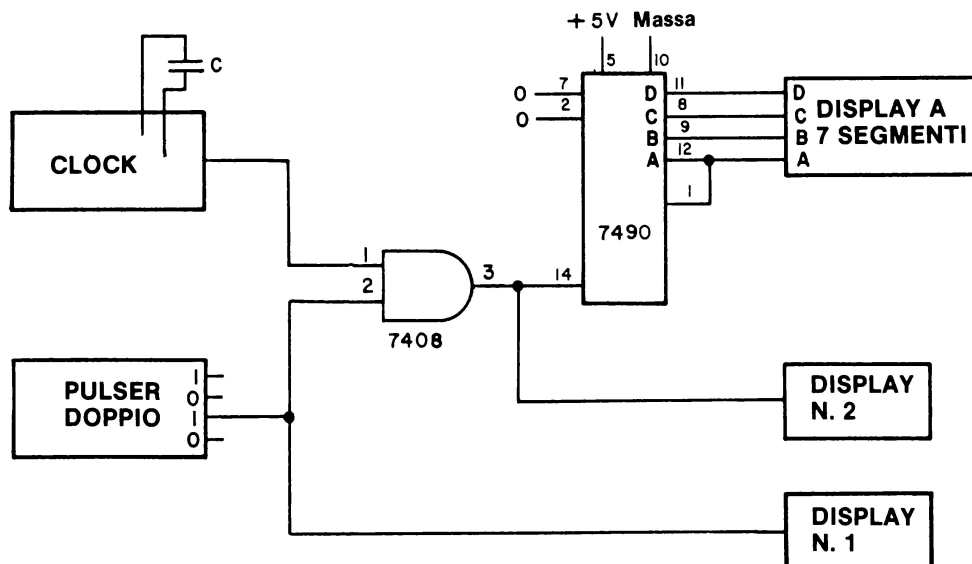 + 5V Massa
5 10
C
CLOCK
0 7
0 2
D 11
C 8
B 9
A 12
1
DISPLAY A
7 SEGMENTI
D
C
B
A
7490
14
1
2
3
7408
PULSER
DOPPIO
1
0
1
0
DISPLAY
N. 2
DISPLAY
N. 1